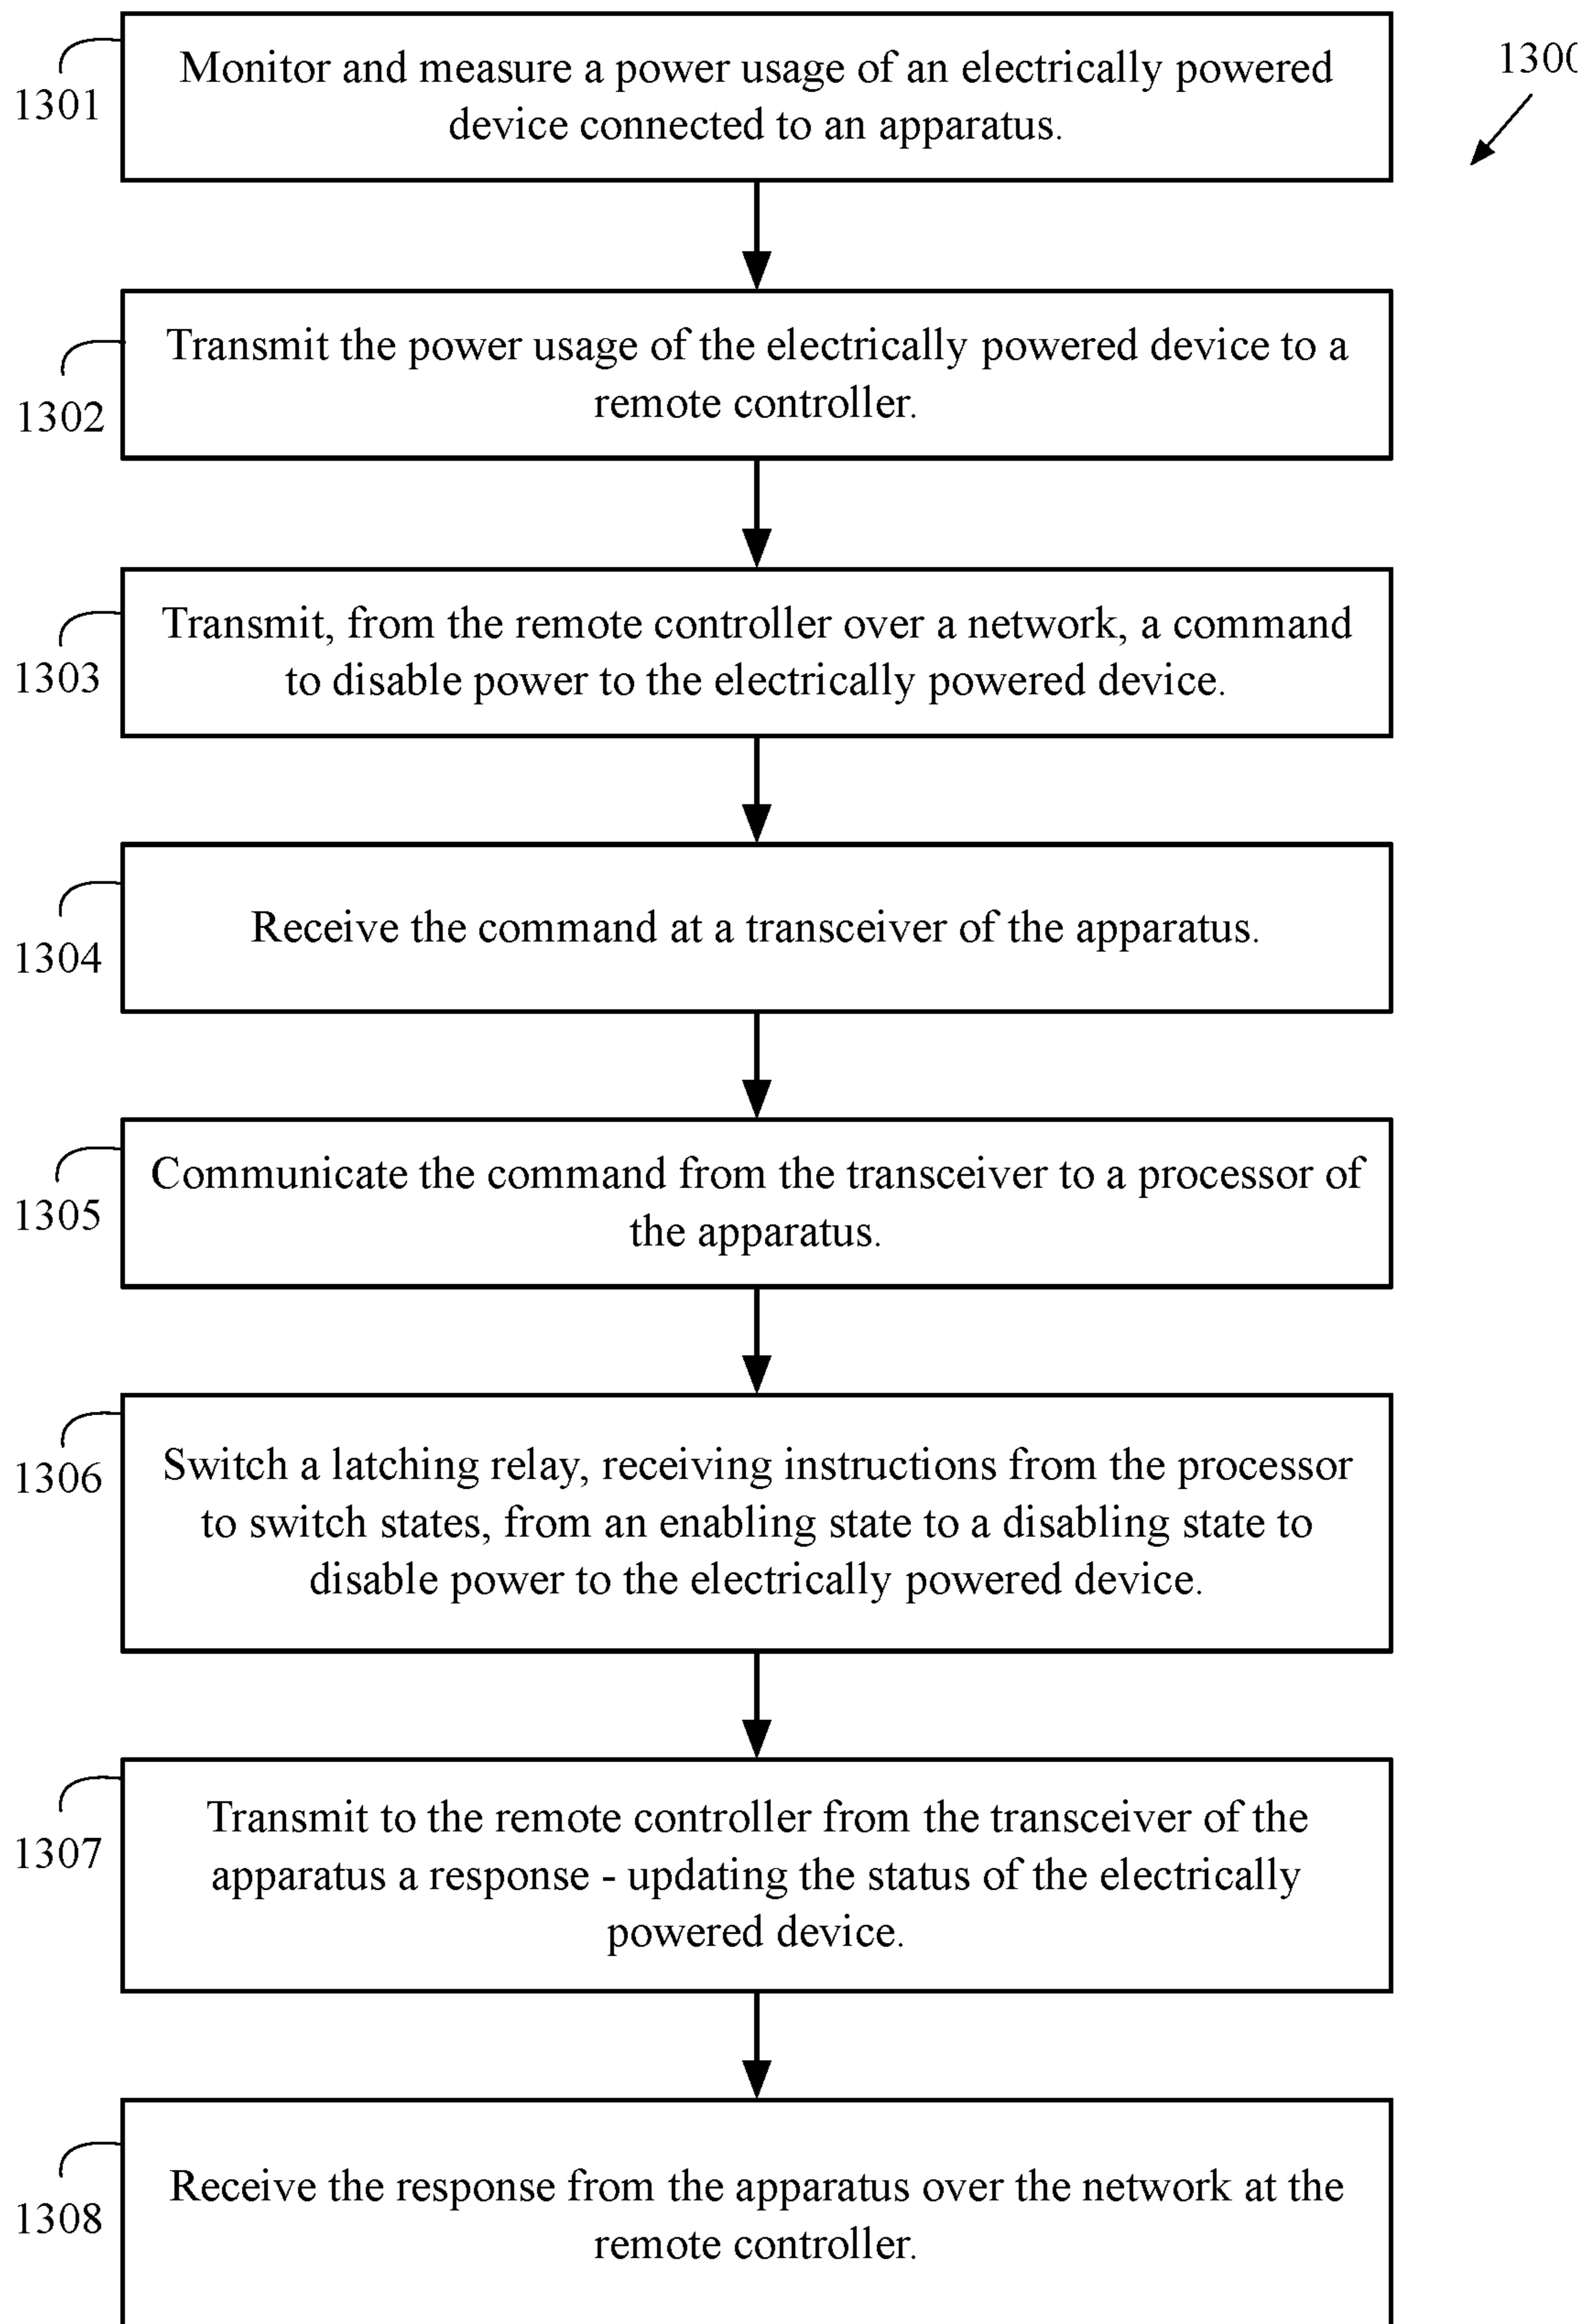 1301
Monitor and measure a power usage of an electrically powered
device connected to an apparatus.
1300
1302
Transmit the power usage of the electrically powered device to a
remote controller.
1303
Transmit, from the remote controller over a network, a command
to disable power to the electrically powered device.
1304
Receive the command at a transceiver of the apparatus.
1305
Communicate the command from the transceiver to a processor of
the apparatus.
1306
Switch a latching relay, receiving instructions from the processor
to switch states, from an enabling state to a disabling state to
disable power to the electrically powered device.
1307
Transmit to the remote controller from the transceiver of the
apparatus a response - updating the status of the electrically
powered device.
1308
Receive the response from the apparatus over the network at the
remote controller.